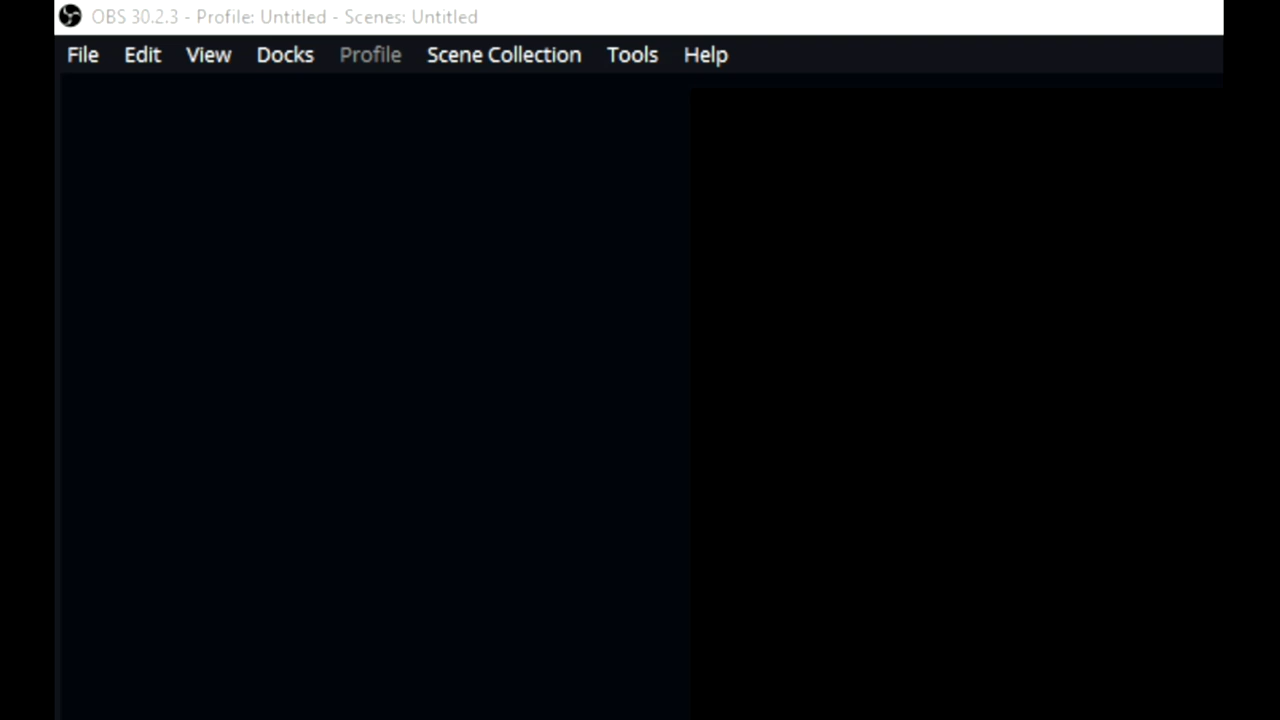 OBS 30.2.3 - Profile: Untitled - Scenes: Untitled
File Edit View Docks Profile Scene Collection Tools Help